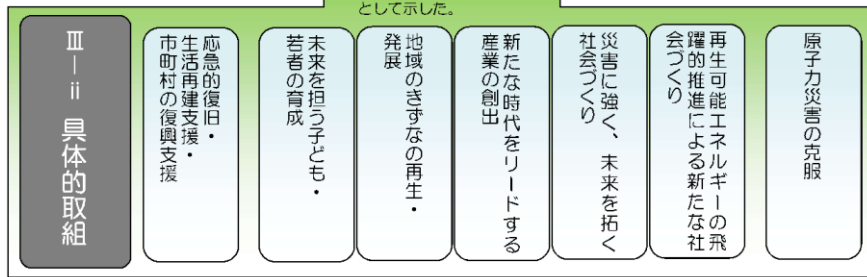 として示した。
Ⅲ－ⅱ 具体的取組
応急的復旧・
生活再建支援・
市町村の復興支援
未来を担う子ども・
若者の育成
地域のきずなの再生・
発展
新たな時代をリードする
産業の創出
災害に強く、未来を拓く
社会づくり
再生可能エネルギーの飛
躍的推進による新たな社
会づくり
原子力災害の克服